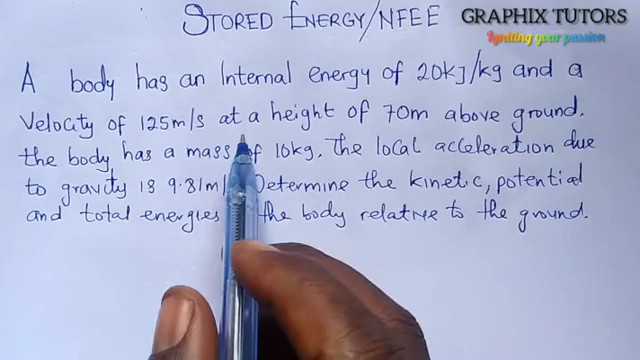 STORED ENERGY/NFEE
GRAPHIX TUTORS
Igniting your passion
A body has an Internal energy of 20kJ/kg and a
Velocity of 125m/s at a height of 70m above ground.
the body has a mass of 10kg. The local acceleration due
to gravity is 9.81m/ Determine the kinetic, potential
and total energies the body relative to the ground.